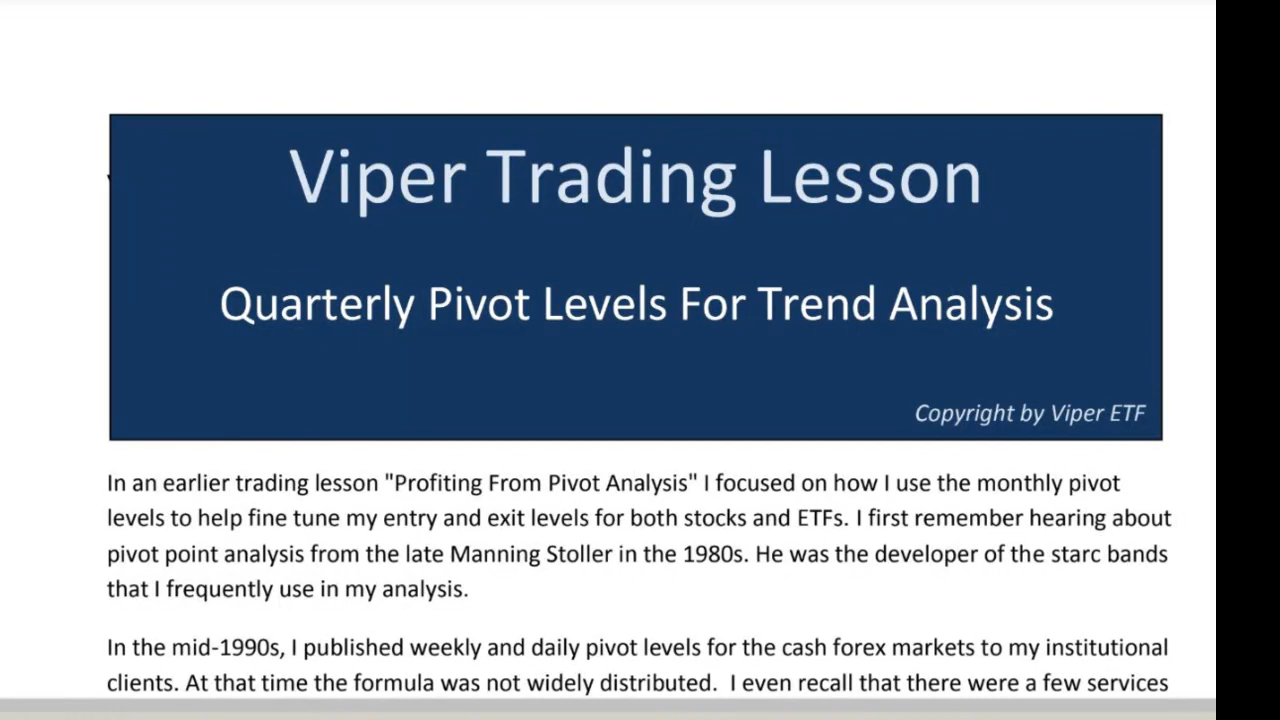 Viper Trading Lesson
Quarterly Pivot Levels For Trend Analysis
Copyright by Viper ETF
In an earlier trading lesson "Profiting From Pivot Analysis" I focused on how I use the monthly pivot
levels to help fine tune my entry and exit levels for both stocks and ETFs. I first remember hearing about
pivot point analysis from the late Manning Stoller in the 1980s. He was the developer of the starc bands
that I frequently use in my analysis.
In the mid-1990s, I published weekly and daily pivot levels for the cash forex markets to my institutional
clients. At that time the formula was not widely distributed.  I even recall that there were a few services